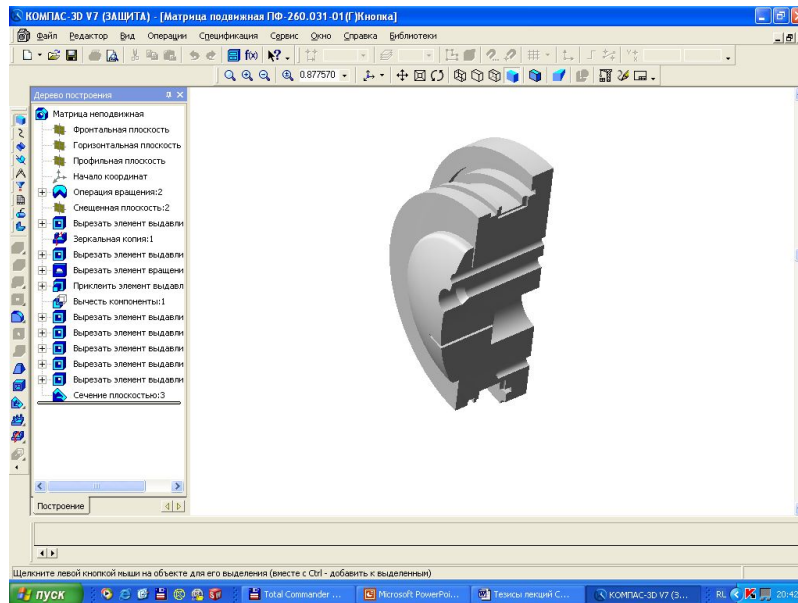 КОМПАС-3D V7 (ЗАЩИТА) - [Матрица подвижная ПФ-260.031-01(Г)Кнопка]
Файл Редактор Вид Операции Спецификация Сервис Окно Справка Библиотеки
f(x)
0.877570
Дерево построения
Матрица неподвижная
Фронтальная плоскость
Горизонтальная плоскость
Профильная плоскость
Начало координат
Операция вращения:2
Смещенная плоскость:2
Вырезать элемент выдавли
Зеркальная копия:1
Вырезать элемент выдавли
Вырезать элемент вращени
Приклеить элемент выдавл
Вычесть компоненты:1
Вырезать элемент выдавли
Вырезать элемент выдавли
Вырезать элемент выдавли
Вырезать элемент выдавли
Вырезать элемент выдавли
Сечение плоскостью:3
Построение
Щелкните левой кнопкой мыши на объекте для его выделения (вместе с Ctrl - добавить к выделенным)
пуск Total Commander ... Microsoft PowerPoi... Тезисы лекций С... КОМПАС-3D V7 (З... RL 20:42